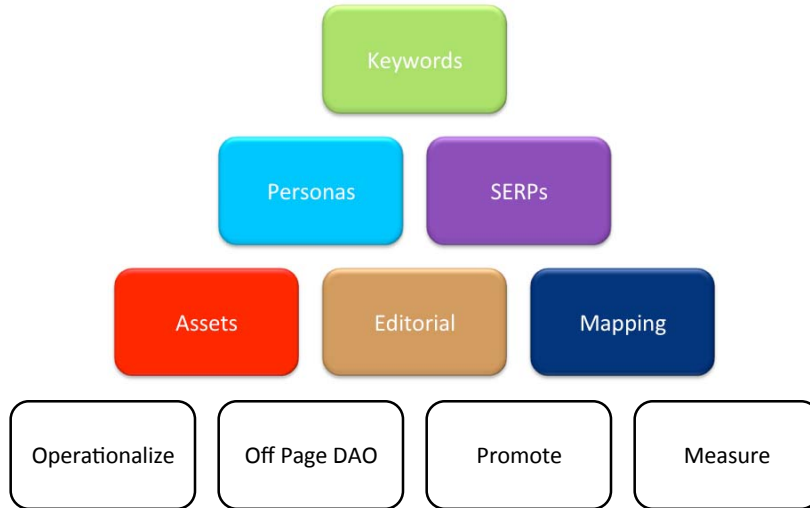 Keywords
Personas
SERPs
Assets
Editorial
Mapping
Operationalize
Off Page DAO
Promote
Measure